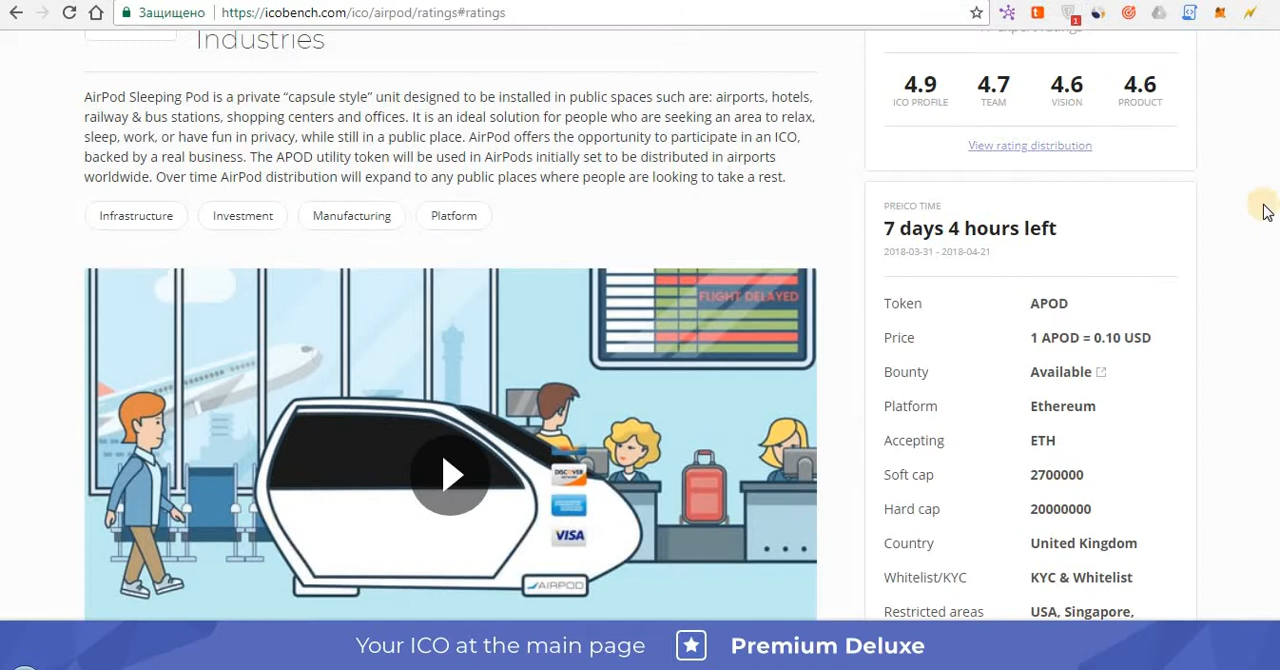 Защищено
https://icobench.com/ico/airpod/ratings#ratings
1
Industries
AirPod Sleeping Pod is a private “capsule style” unit designed to be installed in public spaces such are: airports, hotels,
railway & bus stations, shopping centers and offices. It is an ideal solution for people who are seeking an area to relax,
sleep, work, or have fun in privacy, while still in a public place. AirPod offers the opportunity to participate in an ICO,
backed by a real business. The APOD utility token will be used in AirPods initially set to be distributed in airports
worldwide. Over time AirPod distribution will expand to any public places where people are looking to take a rest.
Infrastructure
Investment
Manufacturing
Platform
FLIGHT DELAYED
DISCOVER
VISA
AIRPOD
4.9 4.7 4.6 4.6
ICO PROFILE TEAM VISION PRODUCT
View rating distribution
PREICO TIME
7 days 4 hours left
2018-03-31 - 2018-04-21
Token APOD
Price 1 APOD = 0.10 USD
Bounty Available
Platform Ethereum
Accepting ETH
Soft cap 2700000
Hard cap 20000000
Country United Kingdom
Whitelist/KYC KYC & Whitelist
Restricted areas USA, Singapore,
Your ICO at the main page Premium Deluxe